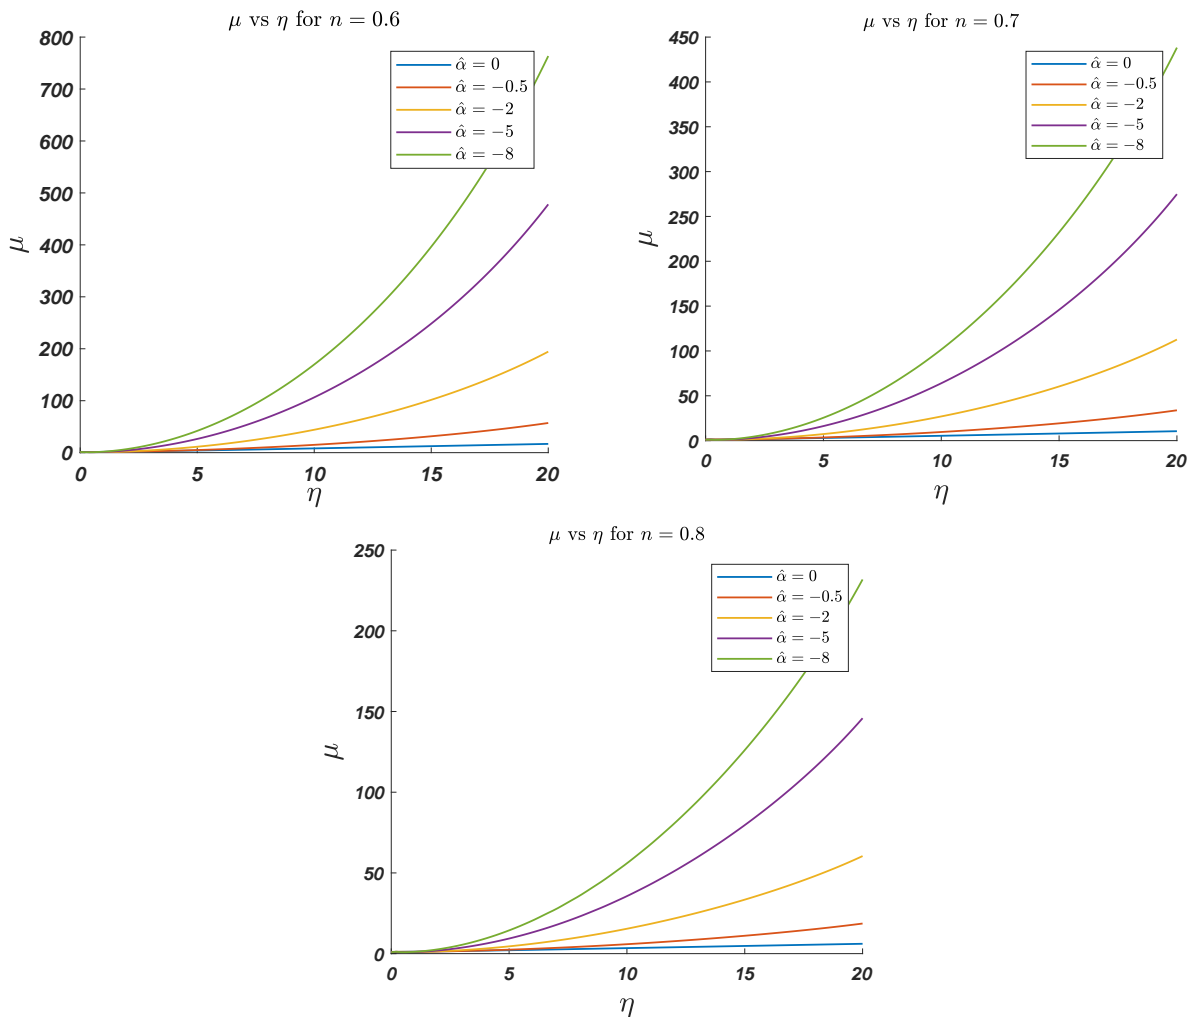 μ vs η for n = 0.6
800
700
600
500
400
300
200
100
0
μ
0 5 10 15 20
η
α̂ = 0
α̂ = −0.5
α̂ = −2
α̂ = −5
α̂ = −8
μ vs η for n = 0.7
450
400
350
300
250
200
150
100
50
0
μ
0 5 10 15 20
η
α̂ = 0
α̂ = −0.5
α̂ = −2
α̂ = −5
α̂ = −8
μ vs η for n = 0.8
250
200
150
100
50
0
μ
0 5 10 15 20
η
α̂ = 0
α̂ = −0.5
α̂ = −2
α̂ = −5
α̂ = −8